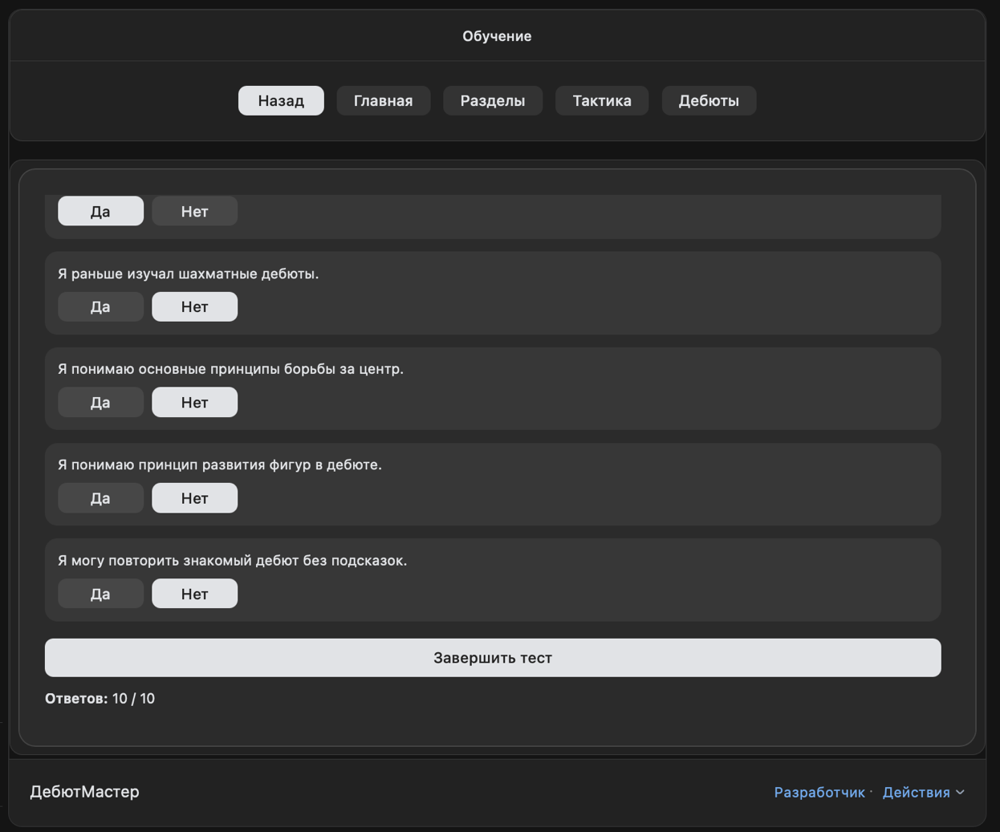 Обучение
Назад Главная Разделы Тактика Дебюты
Да Нет
Я раньше изучал шахматные дебюты.
Да Нет
Я понимаю основные принципы борьбы за центр.
Да Нет
Я понимаю принцип развития фигур в дебюте.
Да Нет
Я могу повторить знакомый дебют без подсказок.
Да Нет
Завершить тест
Ответов: 10 / 10
ДебютМастер Разработчик · Действия